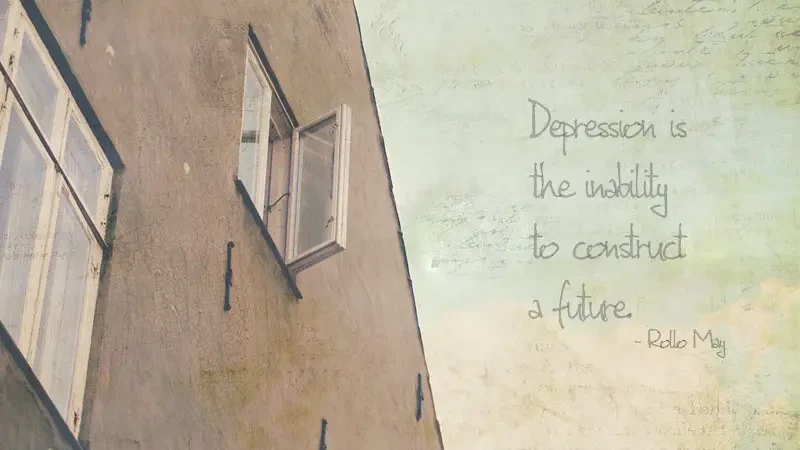 Depression is
the inability
to construct
a future.
- Rollo May